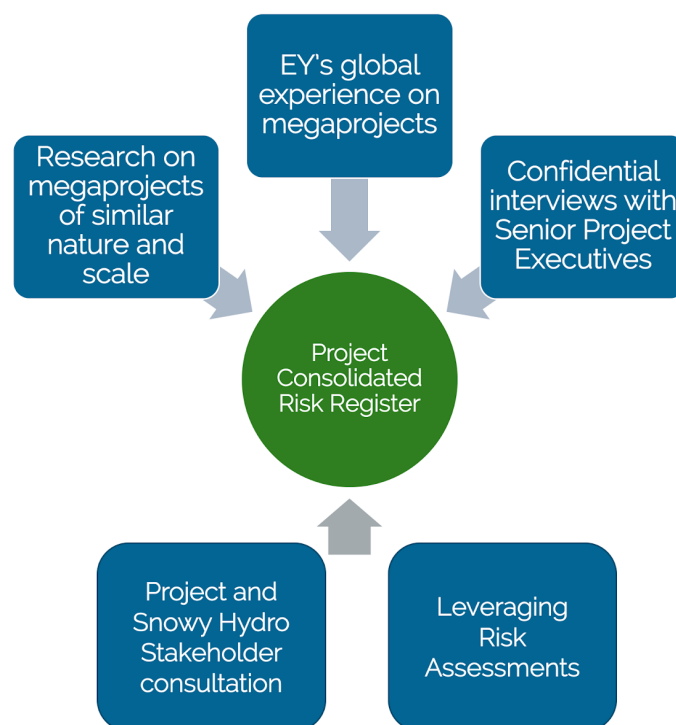 EY's global
experience on
megaprojects
Research on
megaprojects
of similar
nature and
scale
Confidential
interviews with
Senior Project
Executives
Project
Consolidated
Risk Register
Project and
Snowy Hydro
Stakeholder
consultation
Leveraging
Risk
Assessments